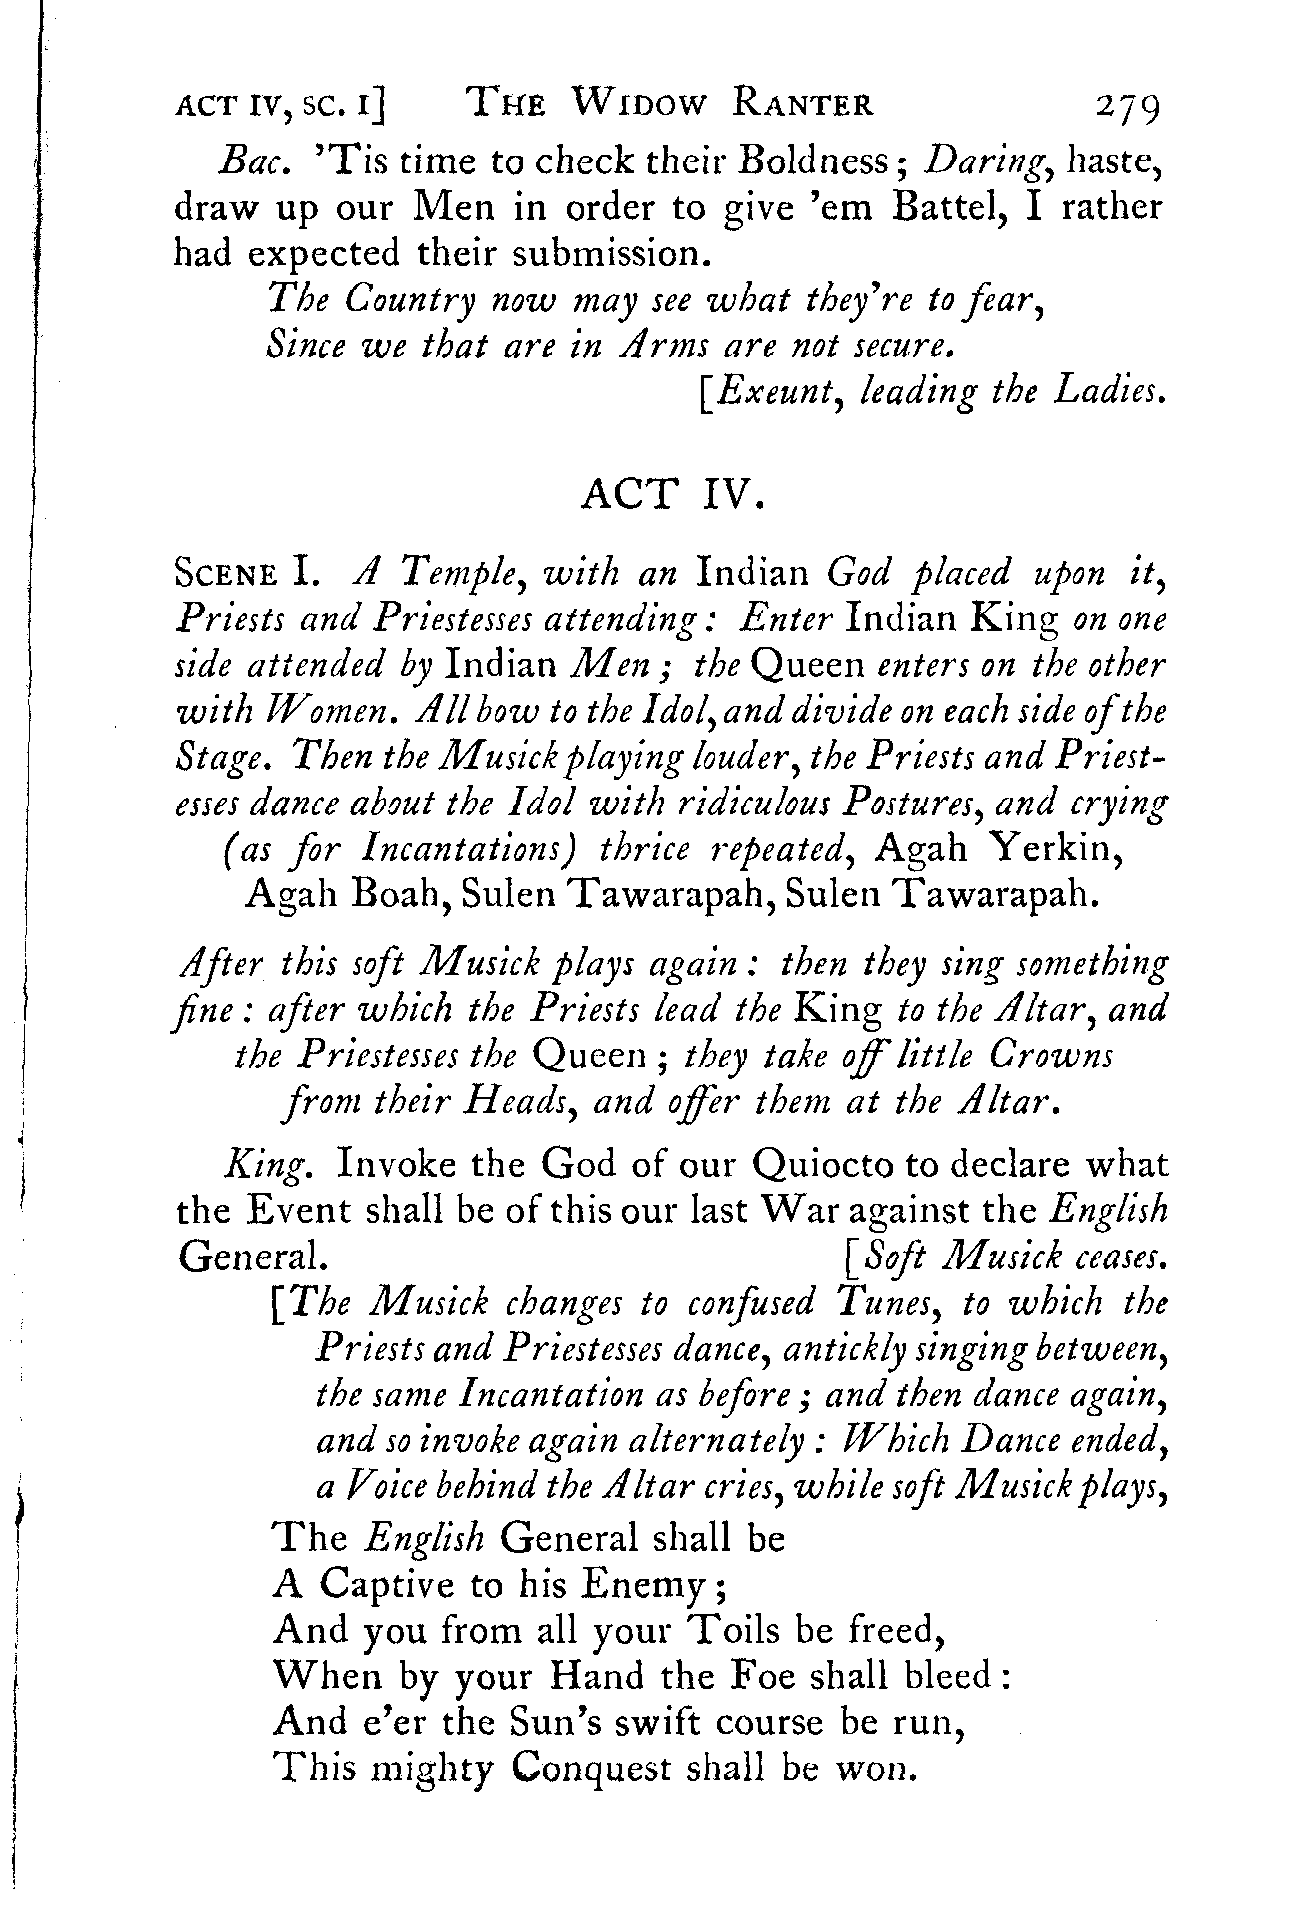 ACT IV, SC. I] THE WIDOW RANTER 279
Bac. ’Tis time to check their Boldness; Daring, haste,
draw up our Men in order to give ’em Battel, I rather
had expected their submission.
The Country now may see what they’re to fear,
Since we that are in Arms are not secure.
[Exeunt, leading the Ladies.
ACT IV.
SCENE I. A Temple, with an Indian God placed upon it,
Priests and Priestesses attending: Enter Indian King on one
side attended by Indian Men; the Queen enters on the other
with Women. All bow to the Idol, and divide on each side of the
Stage. Then the Musick playing louder, the Priests and Priest-
esses dance about the Idol with ridiculous Postures, and crying
(as for Incantations) thrice repeated, Agah Yerkin,
Agah Boah, Sulen Tawarapah, Sulen Tawarapah.
After this soft Musick plays again: then they sing something
fine: after which the Priests lead the King to the Altar, and
the Priestesses the Queen; they take off little Crowns
from their Heads, and offer them at the Altar.
King. Invoke the God of our Quiocto to declare what
the Event shall be of this our last War against the English
General. [Soft Musick ceases.
[The Musick changes to confused Tunes, to which the
Priests and Priestesses dance, antickly singing between,
the same Incantation as before; and then dance again,
and so invoke again alternately: Which Dance ended,
a Voice behind the Altar cries, while soft Musick plays,
The English General shall be
A Captive to his Enemy;
And you from all your Toils be freed,
When by your Hand the Foe shall bleed:
And e’er the Sun’s swift course be run,
This mighty Conquest shall be won.